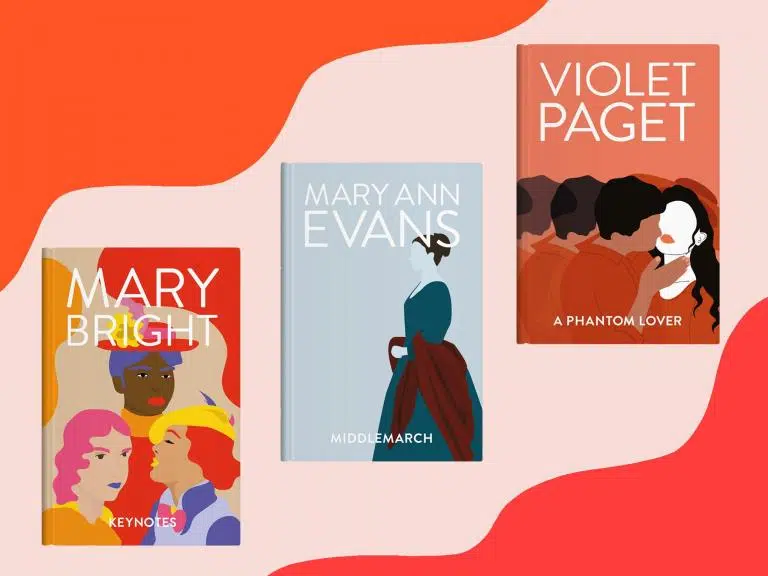 MARY
BRIGHT
KEYNOTES
MARY ANN
EVANS
MIDDLEMARCH
VIOLET
PAGET
A PHANTOM LOVER